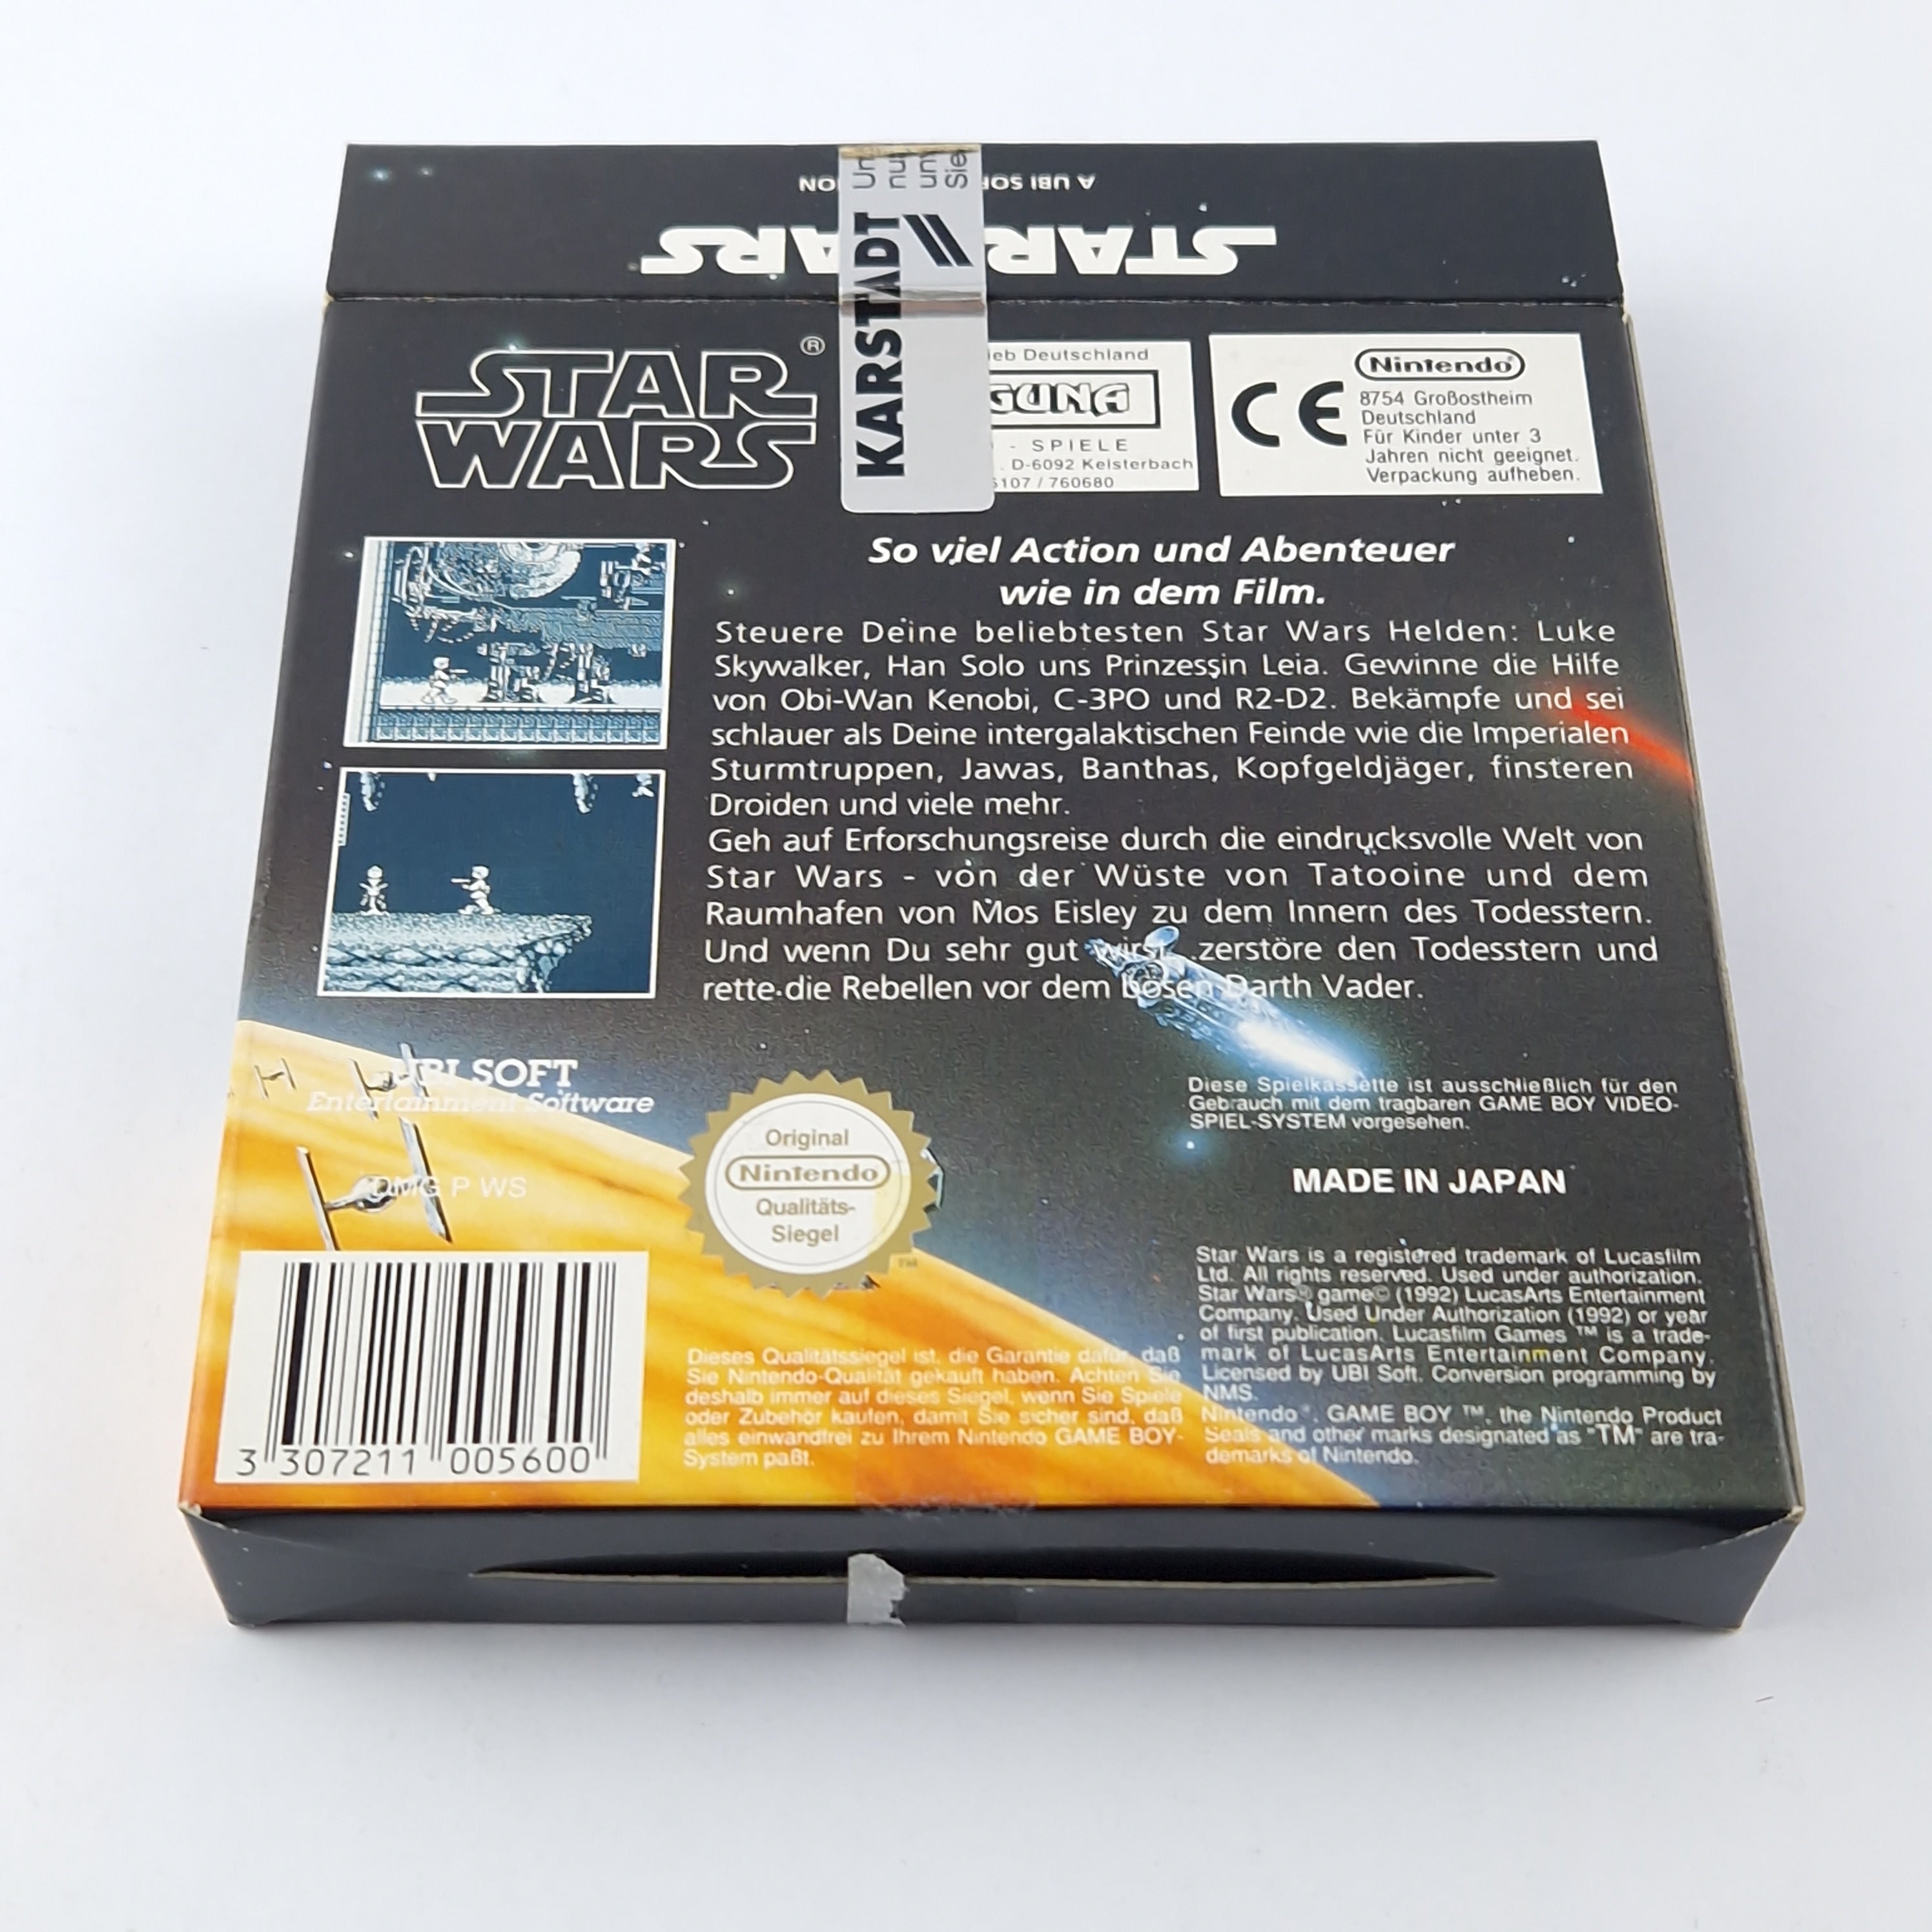 A UBI SO
ON
STAR
ARS
Un
nu
un
Sie
KARSTADT
STAR
WARS
®
ieb Deutschland
GUNA
- SPIELE
. D-6092 Kelsterbach
6107 / 760680
CE
Nintendo®
8754 Großostheim
Deutschland
Für Kinder unter 3
Jahren nicht geeignet.
Verpackung aufheben.
So viel Action und Abenteuer
wie in dem Film.
Steuere Deine beliebtesten Star Wars Helden: Luke
Skywalker, Han Solo uns Prinzessin Leia. Gewinne die Hilfe
von Obi-Wan Kenobi, C-3PO und R2-D2. Bekämpfe und sei
schlauer als Deine intergalaktischen Feinde wie die Imperialen
Sturmtruppen, Jawas, Banthas, Kopfgeldjäger, finsteren
Droiden und viele mehr.
Geh auf Erforschungsreise durch die eindrucksvolle Welt von
Star Wars - von der Wüste von Tatooine und dem
Raumhafen von Mos Eisley zu dem Innern des Todesstern.
Und wenn Du sehr gut wirst, zerstöre den Todesstern und
rette die Rebellen vor dem bösen Darth Vader.
UBI SOFT
Entertainment Software
DMG P WS
Original
Nintendo®
Qualitäts-
Siegel
TM
Diese Spielkassette ist ausschließlich für den
Gebrauch mit dem tragbaren GAME BOY VIDEO-
SPIEL-SYSTEM vorgesehen.
MADE IN JAPAN
3 307211 005600
Dieses Qualitätssiegel ist, die Garantie dafür, daß
Sie Nintendo-Qualität gekauft haben. Achten Sie
deshalb immer auf dieses Siegel, wenn Sie Spiele
oder Zubehör kaufen, damit Sie sicher sind, daß
alles einwandfrei zu Ihrem Nintendo GAME BOY-
System paßt.
Star Wars is a registered trademark of Lucasfilm
Ltd. All rights reserved. Used under authorization.
Star Wars® game© (1992) LucasArts Entertainment
Company. Used Under Authorization (1992) or year
of first publication. Lucasfilm Games ™ is a trade-
mark of LucasArts Entertainment Company.
Licensed by UBI Soft. Conversion programming by
NMS.
Nintendo®, GAME BOY ™, the Nintendo Product
Seals and other marks designated as "TM" are tra-
demarks of Nintendo.